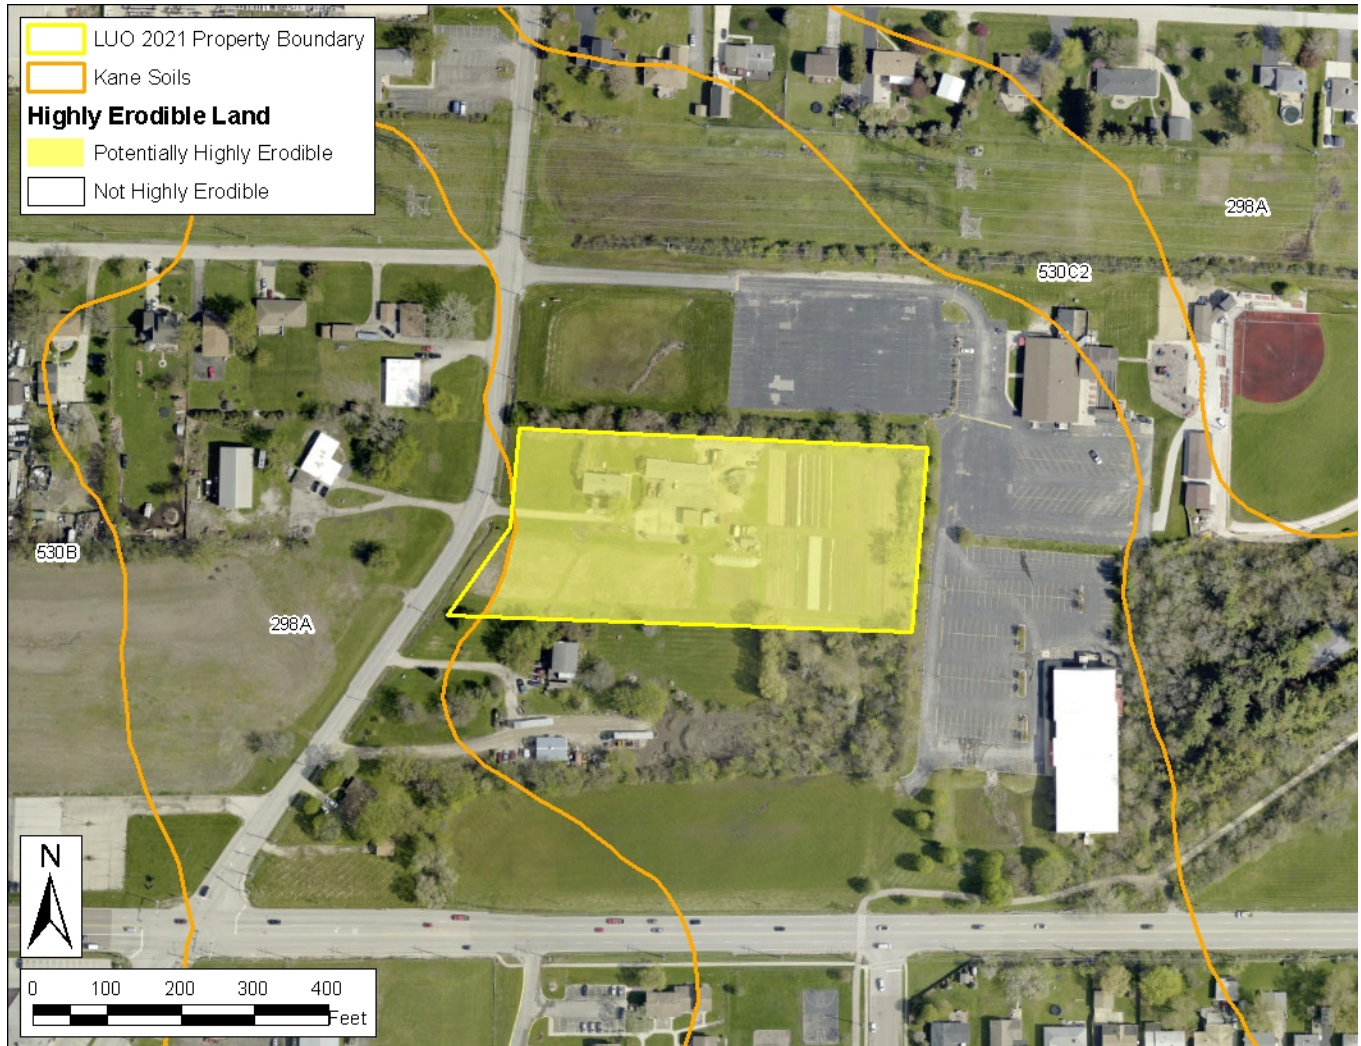 LUO 2021 Property Boundary
Kane Soils
Highly Erodible Land
Potentially Highly Erodible
Not Highly Erodible
298A
530C2
530B
298A
N
0 100 200 300 400
Feet